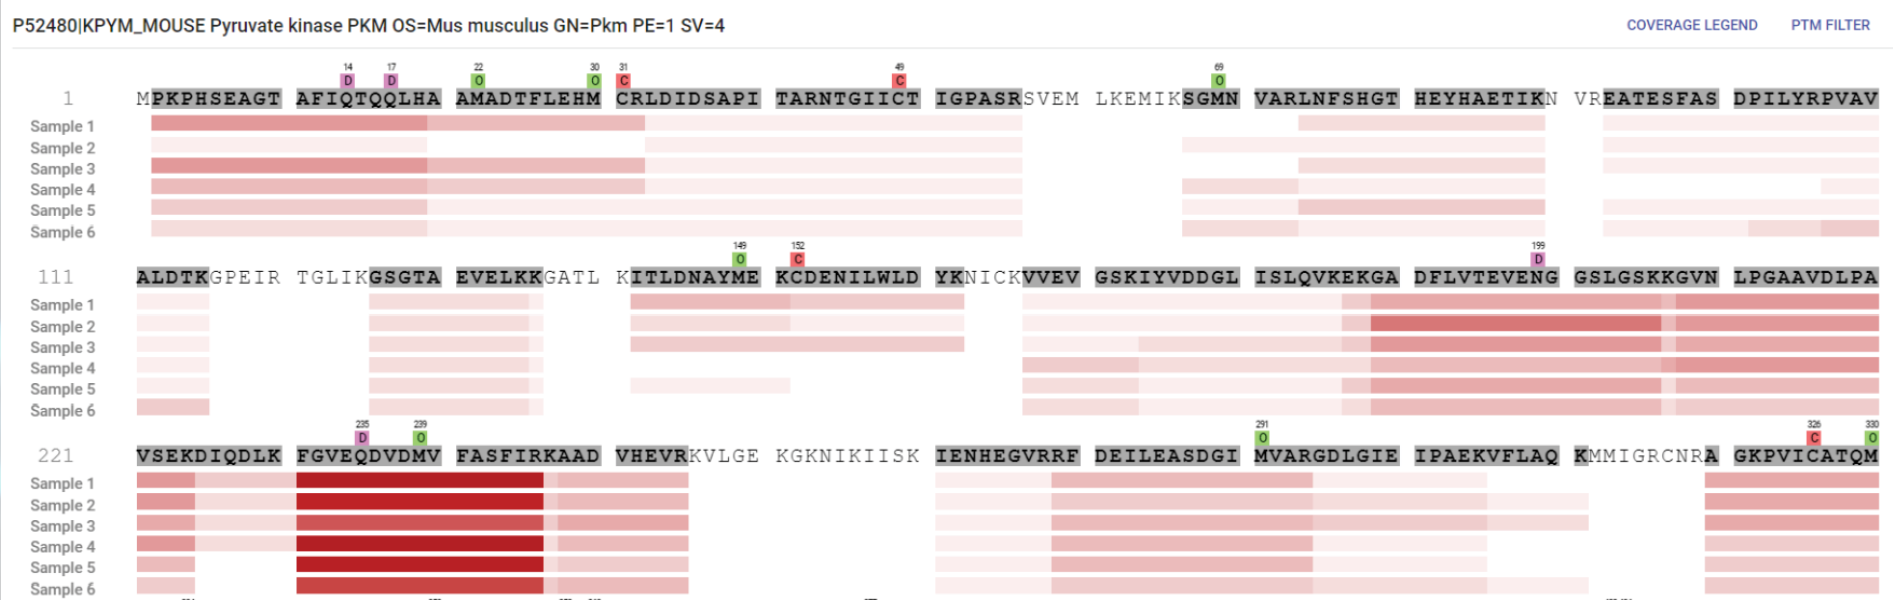 P52480|KPYM_MOUSE Pyruvate kinase PKM OS=Mus musculus GN=Pkm PE=1 SV=4 COVERAGE LEGEND PTM FILTER
14 17 22 30 31 49 69
D D O O C C O
1 MPKPHSEAGT AFIQTQQLHA AMADTFLEHM CRLDIDSAPI TARNTGIICT IGPASRSVEM LKEMIKSGMN VARLNFSHGT HEYHAETIKN VREATESFAS DPILYRPVAV
Sample 1
Sample 2
Sample 3
Sample 4
Sample 5
Sample 6
149 152 199
O C D
111 ALDTKGPEIR TGLIKGSGTA EVELKKGATL KITLDNAYME KCDENILWLD YKNICKVVEV GSKIYVDDGL ISLQVKEKGA DFLVTEVENG GSLGSKKGVN LPGAAVDLPA
Sample 1
Sample 2
Sample 3
Sample 4
Sample 5
Sample 6
235 239 291 326 330
D O O C O
221 VSEKDIQDLK FGVEQDVDMV FASFIRKAAD VHEVRKVLGE KGKNIKIISK IENHEGVRRF DEILEASDGI MVARGDLGIE IPAEKVFLAQ KMMIGRCNRA GKPVICATQM
Sample 1
Sample 2
Sample 3
Sample 4
Sample 5
Sample 6